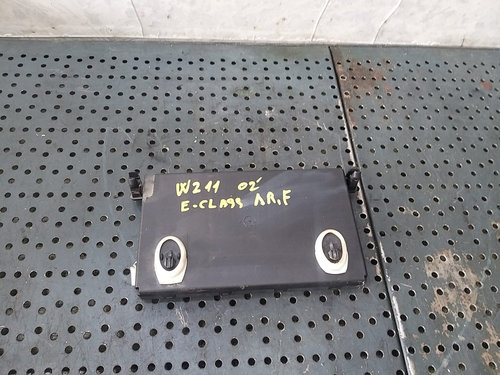 W211 02'
E-CLASS AR.F